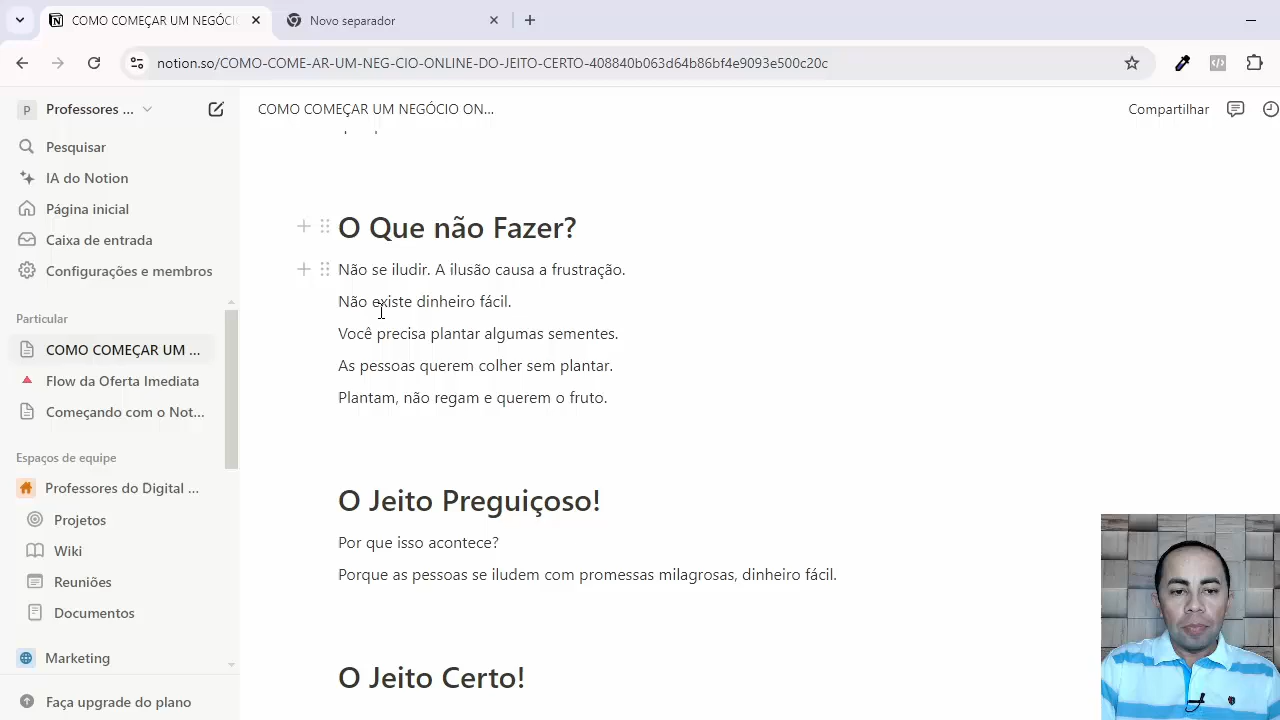 COMO COMEÇAR UM NEGÓCIO
Novo separador
notion.so/COMO-COME-AR-UM-NEG-CIO-ONLINE-DO-JEITO-CERTO-408840b063d64b86bf4e9093e500c20c
P Professores ...
COMO COMEÇAR UM NEGÓCIO ON...
Compartilhar
Pesquisar
IA do Notion
Página inicial
Caixa de entrada
Configurações e membros
Particular
COMO COMEÇAR UM ...
Flow da Oferta Imediata
Começando com o Not...
Espaços de equipe
Professores do Digital ...
Projetos
Wiki
Reuniões
Documentos
Marketing
Faça upgrade do plano
O Que não Fazer?
Não se iludir. A ilusão causa a frustração.
Não existe dinheiro fácil.
Você precisa plantar algumas sementes.
As pessoas querem colher sem plantar.
Plantam, não regam e querem o fruto.
O Jeito Preguiçoso!
Por que isso acontece?
Porque as pessoas se iludem com promessas milagrosas, dinheiro fácil.
O Jeito Certo!